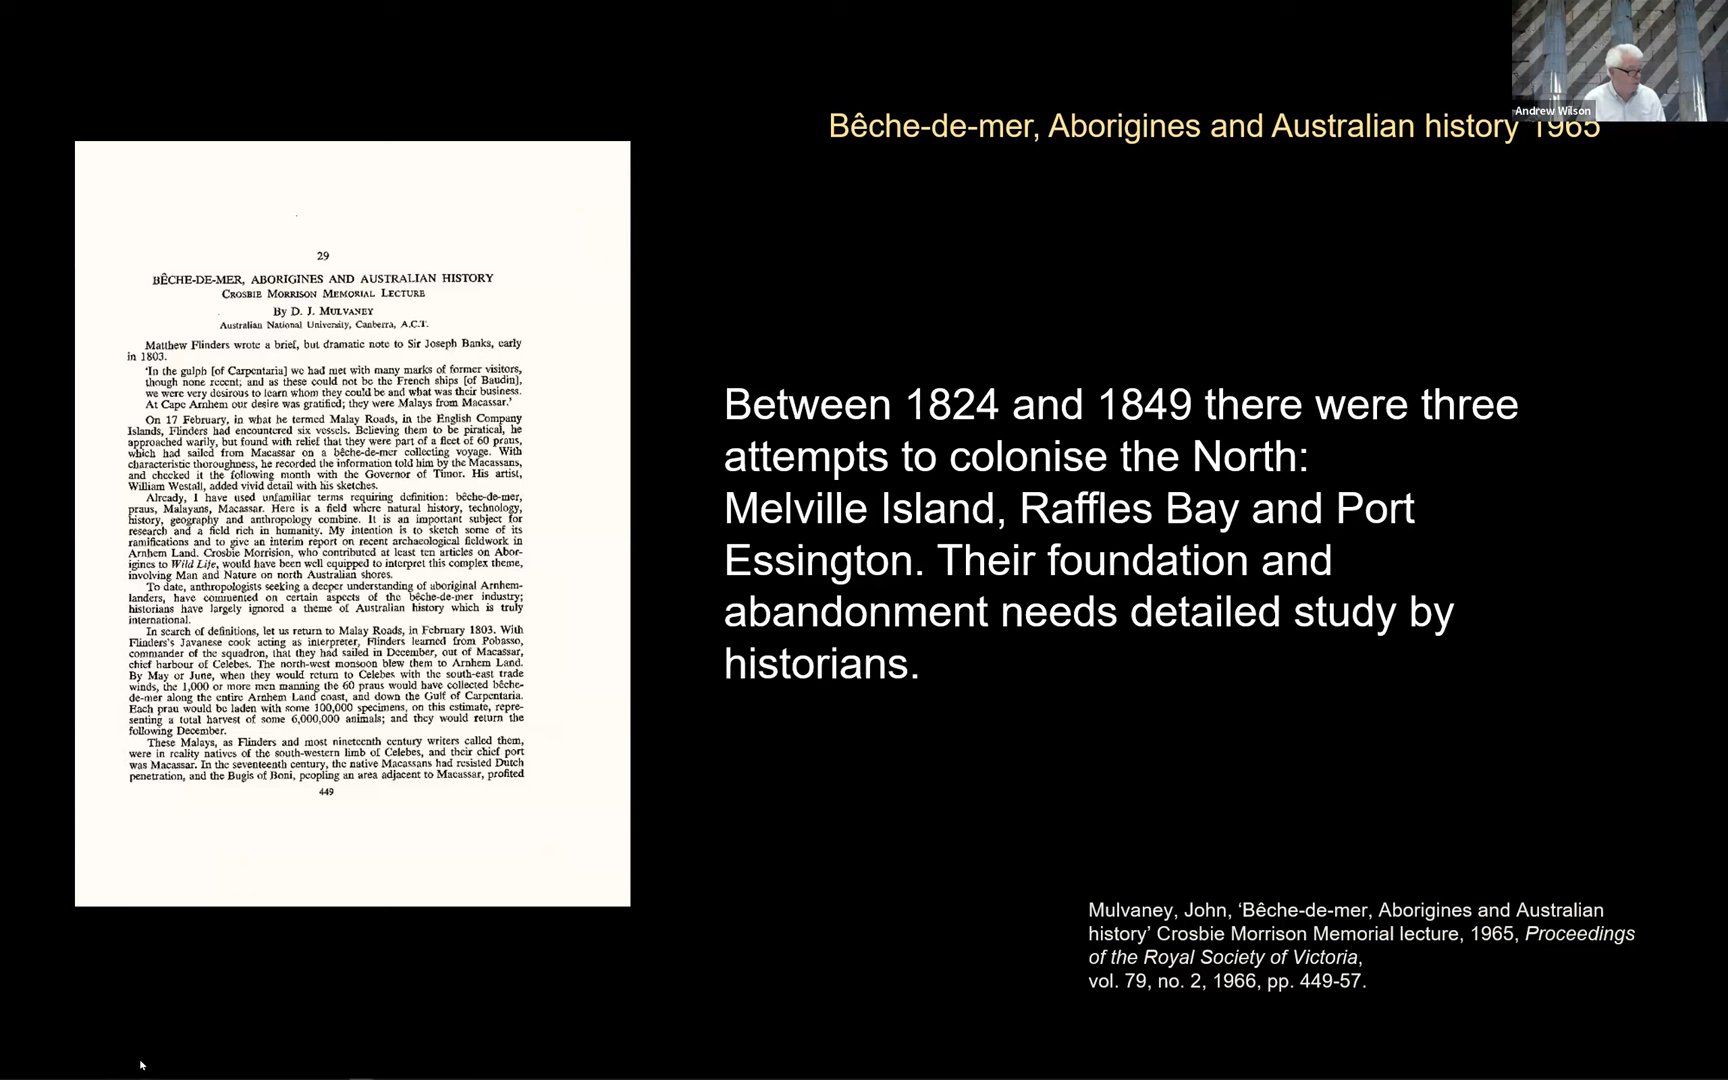 Andrew Wilson
Bêche-de-mer, Aborigines and Australian history 1965
29
BÊCHE-DE-MER, ABORIGINES AND AUSTRALIAN HISTORY
CROSBIE MORRISON MEMORIAL LECTURE
By D. J. MULVANEY
Australian National University, Canberra, A.C.T.
Matthew Flinders wrote a brief, but dramatic note to Sir Joseph Banks, early
in 1803.
'In the gulph [of Carpentaria] we had met with many marks of former visitors,
though none recent; and as these could not be the French ships [of Baudin],
we were very desirous to learn whom they could be and what was their business.
At Cape Arnhem our desire was gratified; they were Malays from Macassar.'
On 17 February, in what he termed Malay Roads, in the English Company
Islands, Flinders had encountered six vessels. Believing them to be piratical, he
approached warily, but found with relief that they were part of a fleet of 60 praus,
which had sailed from Macassar on a bêche-de-mer collecting voyage. With
characteristic thoroughness, he recorded the information told him by the Macassans,
and checked it the following month with the Governor of Timor. His artist,
William Westall, added vivid detail with his sketches.
Already, I have used unfamiliar terms requiring definition: bêche-de-mer,
praus, Malayans, Macassar. Here is a field where natural history, technology,
history, geography and anthropology combine. It is an important subject for
research and a field rich in humanity. My intention is to sketch some of its
ramifications and to give an interim report on recent archaeological fieldwork in
Arnhem Land. Crosbie Morrision, who contributed at least ten articles on Abor-
igines to Wild Life, would have been well equipped to interpret this complex theme,
involving Man and Nature on north Australian shores.
To date, anthropologists seeking a deeper understanding of aboriginal Arnhem-
landers, have commented on certain aspects of the bêche-de-mer industry;
historians have largely ignored a theme of Australian history which is truly
international.
In search of definitions, let us return to Malay Roads, in February 1803. With
Flinders's Javanese cook acting as interpreter, Flinders learned from Pobasso,
commander of the squadron, that they had sailed in December, out of Macassar,
chief harbour of Celebes. The north-west monsoon blew them to Arnhem Land.
By May or June, when they would return to Celebes with the south-east trade
winds, the 1,000 or more men manning the 60 praus would have collected bêche-
de-mer along the entire Arnhem Land coast, and down the Gulf of Carpentaria.
Each prau would be laden with some 100,000 specimens, on this estimate, repre-
senting a total harvest of some 6,000,000 animals; and they would return the
following December.
These Malays, as Flinders and most nineteenth century writers called them,
were in reality natives of the south-western limb of Celebes, and their chief port
was Macassar. In the seventeenth century, the native Macassans had resisted Dutch
penetration, and the Bugis of Boni, peopling an area adjacent to Macassar, profited
449
Between 1824 and 1849 there were three
attempts to colonise the North:
Melville Island, Raffles Bay and Port
Essington. Their foundation and
abandonment needs detailed study by
historians.
Mulvaney, John, ‘Bêche-de-mer, Aborigines and Australian
history’ Crosbie Morrison Memorial lecture, 1965, Proceedings
of the Royal Society of Victoria,
vol. 79, no. 2, 1966, pp. 449-57.